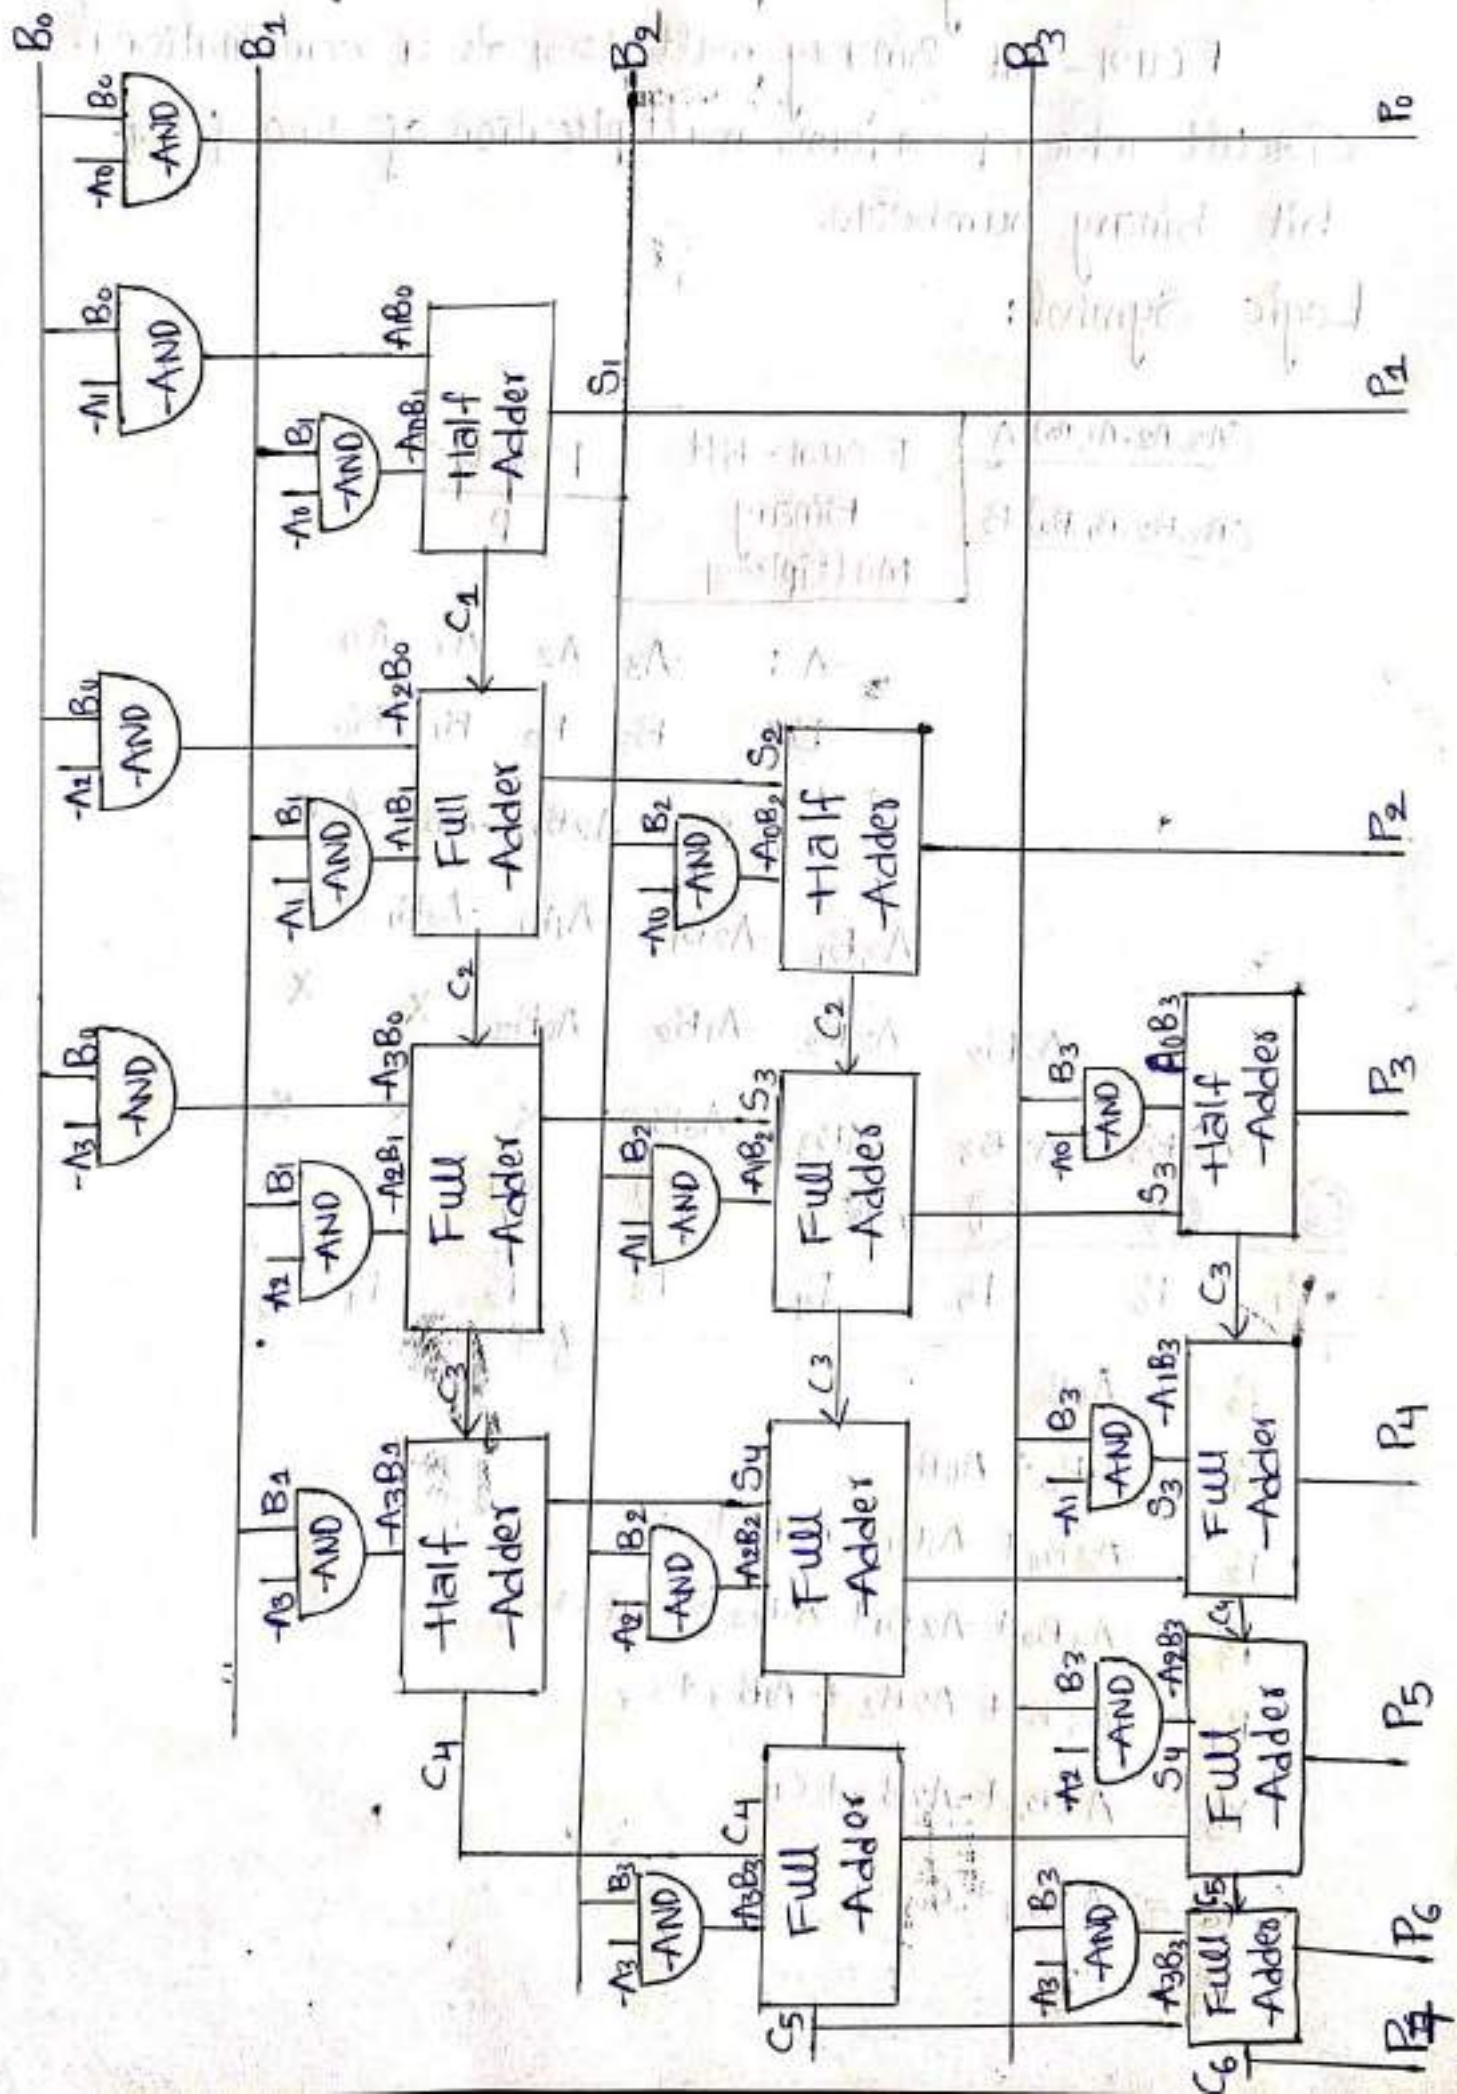 B0
A0 B0
AND
A1 B0
AND
A2 B0
AND
A3 B0
AND
B1
A0 B1
AND
A0B1 A1B0
Half
Adder
S1
C1
A1 B1
AND
A1B1 A2B0
Full
Adder
C2
A2 B1
AND
A2B1 A3B0
Full
Adder
C3
A3 B1
AND
A3B1
Half
Adder
C4
B2
A0 B2
AND
A0B2 S2
Half
Adder
C2
A1 B2
AND
A1B2 S3
Full
Adder
C3
A2 B2
AND
A2B2 S4
Full
Adder
A3 B3
AND
A3B3 C4
Full
Adder
C5
B3
A0 B3
AND
S3 A0B3
Half
Adder
C3
A1 B3
AND
S3 A1B3
Full
Adder
C4
A2 B3
AND
S4 A2B3
Full
Adder
C5
A3 B3
AND
A3B3
Full
Adder
C6
P7 P6 P5 P4 P3 P2 P1 P0